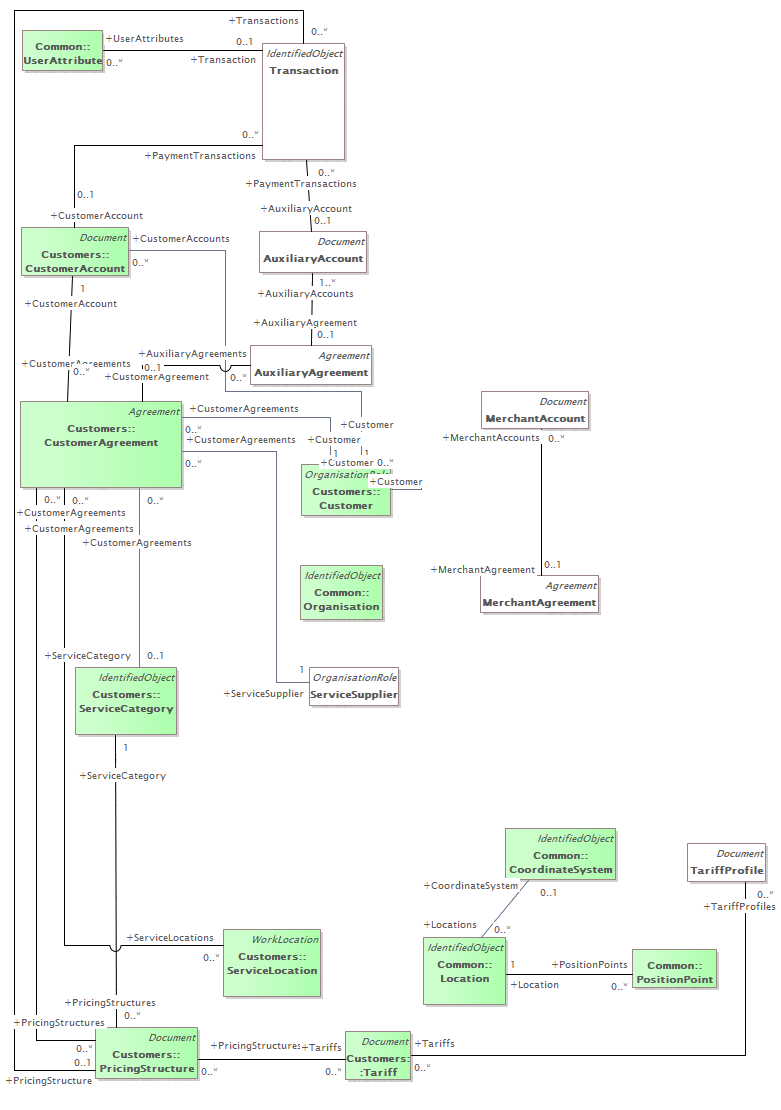 +Transactions
0..*
Common::
UserAttribute
+UserAttributes
0..*
0..1
+Transaction
IdentifiedObject
Transaction
0..*
+PaymentTransactions
0..*
+PaymentTransactions
0..1
+CustomerAccount
+AuxiliaryAccount
0..1
Document
Customers::
CustomerAccount
+CustomerAccounts
0..*
Document
AuxiliaryAccount
1
+CustomerAccount
1..*
+AuxiliaryAccounts
+AuxiliaryAgreement
0..1
+CustomerAgreements
0..*
+AuxiliaryAgreements
0..1
+CustomerAgreement
0..*
Agreement
AuxiliaryAgreement
Agreement
Customers::
CustomerAgreement
+CustomerAgreements
0..*
+CustomerAgreements
0..*
+Customer
+Customer
1
1
+Customer
0..*
OrganisationRole
+Customer
Customers::
Customer
Document
MerchantAccount
+MerchantAccounts
0..*
0..*
0..*
0..*
+CustomerAgreements
+CustomerAgreements
+CustomerAgreements
IdentifiedObject
Common::
Organisation
0..1
+MerchantAgreement
Agreement
MerchantAgreement
+ServiceCategory
0..1
IdentifiedObject
Customers::
ServiceCategory
1
+ServiceSupplier
OrganisationRole
ServiceSupplier
1
+ServiceCategory
IdentifiedObject
Common::
CoordinateSystem
Document
TariffProfile
+CoordinateSystem
0..1
0..*
+TariffProfiles
+Locations
0..*
+ServiceLocations
0..*
WorkLocation
Customers::
ServiceLocation
IdentifiedObject
Common::
Location
1
+Location
+PositionPoints
0..*
Common::
PositionPoint
+PricingStructures
0..*
+PricingStructures
0..*
0..1
+PricingStructure
Document
Customers::
PricingStructure
+PricingStructures
0..*
+Tariffs
0..*
Document
Customers:
:Tariff
+Tariffs
0..*